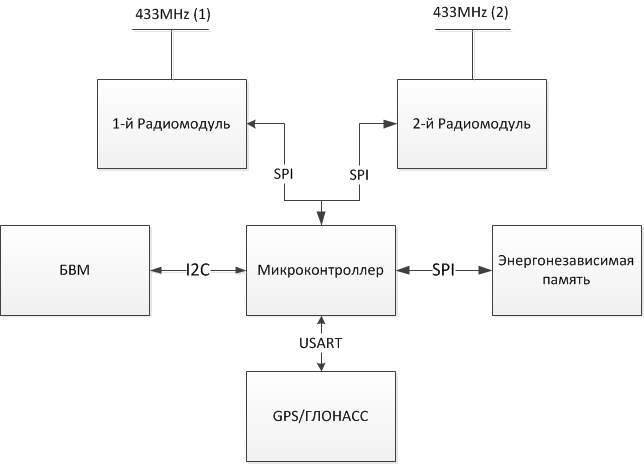 433MHz (1)
433MHz (2)
1-й Радиомодуль
2-й Радиомодуль
SPI
SPI
БВМ
I2C
Микроконтроллер
SPI
Энергонезависимая
память
USART
GPS/ГЛОНАСС